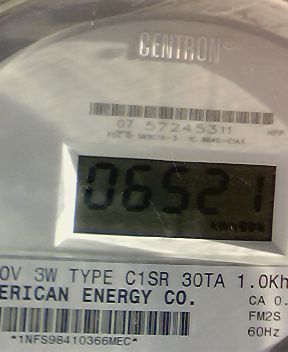 CENTRON®
07 57245311
06521
0V 3W TYPE C1SR 30TA 1.0Kh
ERICAN ENERGY CO.
CA 0.
FM2S
*1NFS98410366MEC*
60Hz